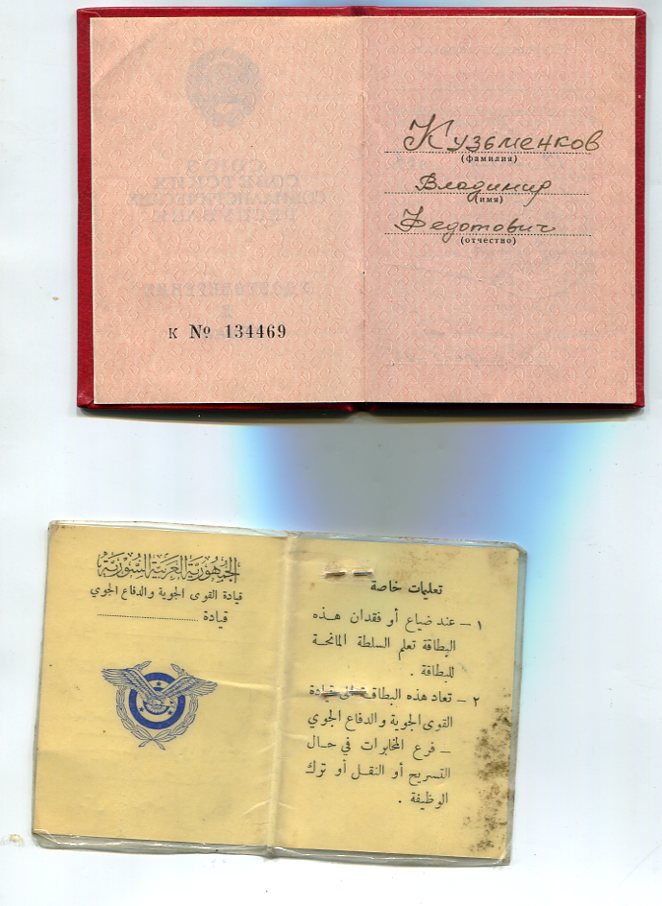 К № 134469
Кузьменков
(фамилия)
Владимир
(имя)
Федотович
(отчество)
الجمهورية العربية السورية
قيادة القوى الجوية والدفاع الجوي
قيادة
تعليمات خاصة
١ – عند ضياع أو فقدان هذه
البطاقة تعلم السلطة المانحة
للبطاقة .
٢ – تعاد هذه البطاقة قيادة
القوى الجوية والدفاع الجوي
– فرع المخابرات في حال
التسريح أو النقل أو ترك
الوظيفة .